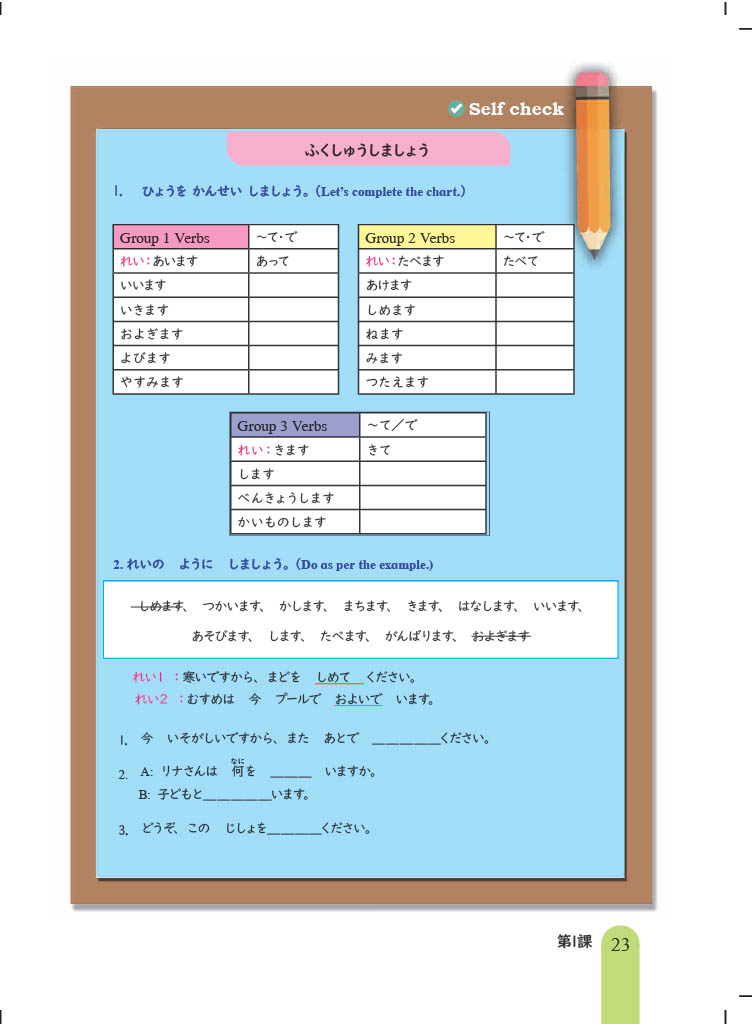 Self check
ふくしゅうしましょう
1. ひょうを かんせい しましょう。(Let's complete the chart.)
Group 1 Verbs ～て・で
れい：あいます あって
いいます
いきます
およぎます
よびます
やすみます
Group 2 Verbs ～て・で
れい：たべます たべて
あけます
しめます
ねます
みます
つたえます
Group 3 Verbs ～て／で
れい：きます きて
します
べんきょうします
かいものします
2. れいの ように しましょう。(Do as per the example.)
しめます、 つかいます、 かします、 まちます、 きます、 はなします、 いいます、
あそびます、 します、 たべます、 がんばります、 およぎます
れい1 ：寒いですから、まどを しめて ください。
れい2 ：むすめは 今 プールで およいで います。
1. 今 いそがしいですから、また あとで __________ください。
2. A: リナさんは 何を ______ いますか。
なに
B: 子どもと__________います。
3. どうぞ、この じしょを________ください。
第1課 23